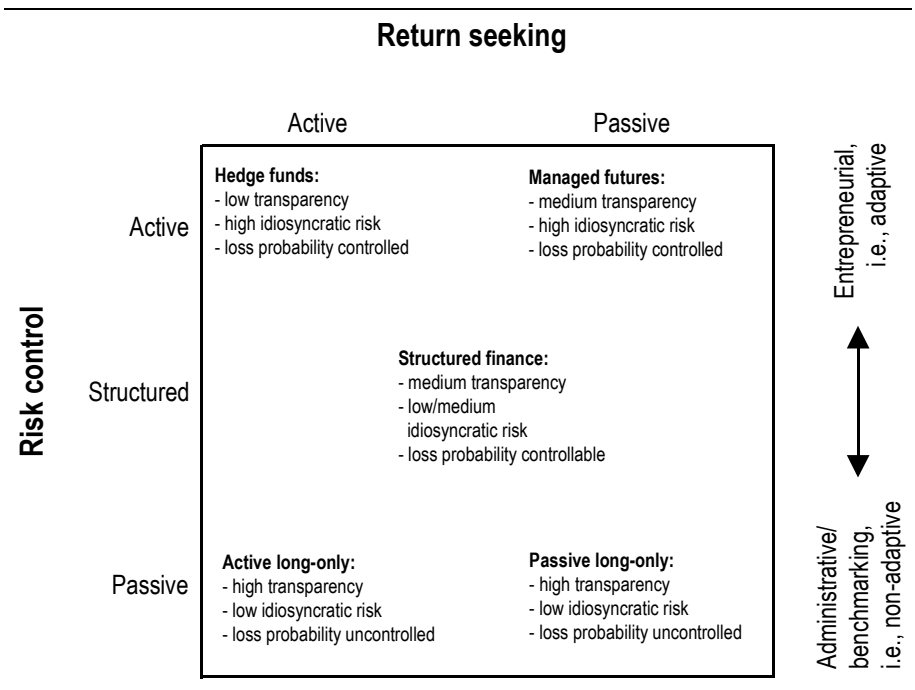 Return seeking
Active
Passive
Risk control
Active
Hedge funds:
- low transparency
- high idiosyncratic risk
- loss probability controlled
Managed futures:
- medium transparency
- high idiosyncratic risk
- loss probability controlled
Structured
Structured finance:
- medium transparency
- low/medium
idiosyncratic risk
- loss probability controllable
Passive
Active long-only:
- high transparency
- low idiosyncratic risk
- loss probability uncontrolled
Passive long-only:
- high transparency
- low idiosyncratic risk
- loss probability uncontrolled
Entrepreneurial,
i.e., adaptive
Administrative/
benchmarking,
i.e., non-adaptive